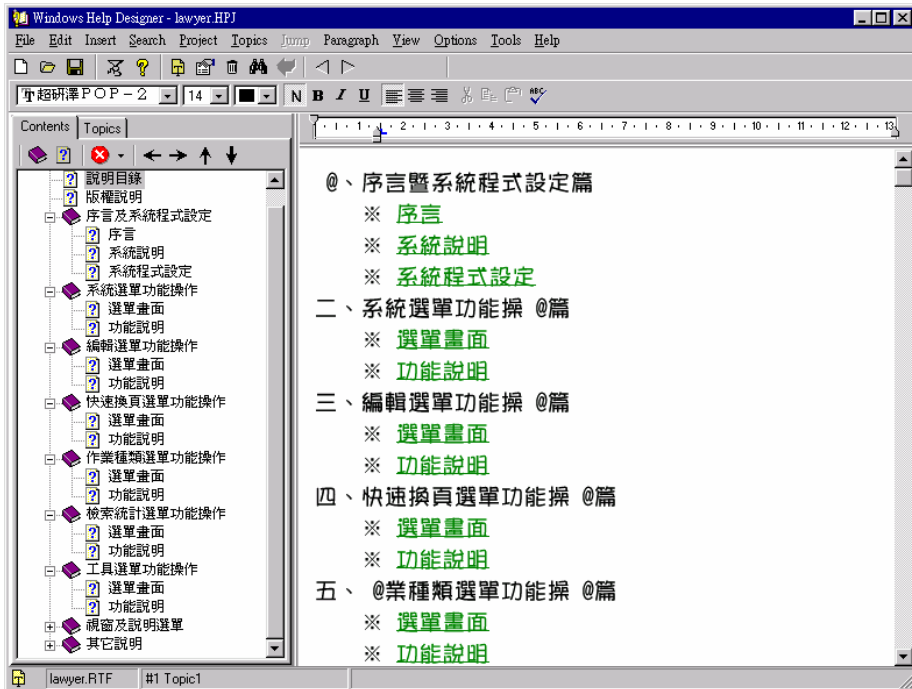 Windows Help Designer - lawyer.HPJ
File Edit Insert Search Project Topics Jump Paragraph View Options Tools Help
超研澤POP-2 14 N B I U
Contents Topics
1 1 2 3 4 5 6 7 8 9 10 11 12 13
說明目錄
版權說明
序言及系統程式設定
序言
系統說明
系統程式設定
系統選單功能操作
選單畫面
功能說明
編輯選單功能操作
選單畫面
功能說明
快速換頁選單功能操作
選單畫面
功能說明
作業種類選單功能操作
選單畫面
功能說明
檢索統計選單功能操作
選單畫面
功能說明
工具選單功能操作
選單畫面
功能說明
視窗及說明選單
其它說明
@、序言暨系統程式設定篇
※ 序言
※ 系統說明
※ 系統程式設定
二、系統選單功能操 @篇
※ 選單畫面
※ 功能說明
三、編輯選單功能操 @篇
※ 選單畫面
※ 功能說明
四、快速換頁選單功能操 @篇
※ 選單畫面
※ 功能說明
五、 @業種類選單功能操 @篇
※ 選單畫面
※ 功能說明
lawyer.RTF #1 Topic1